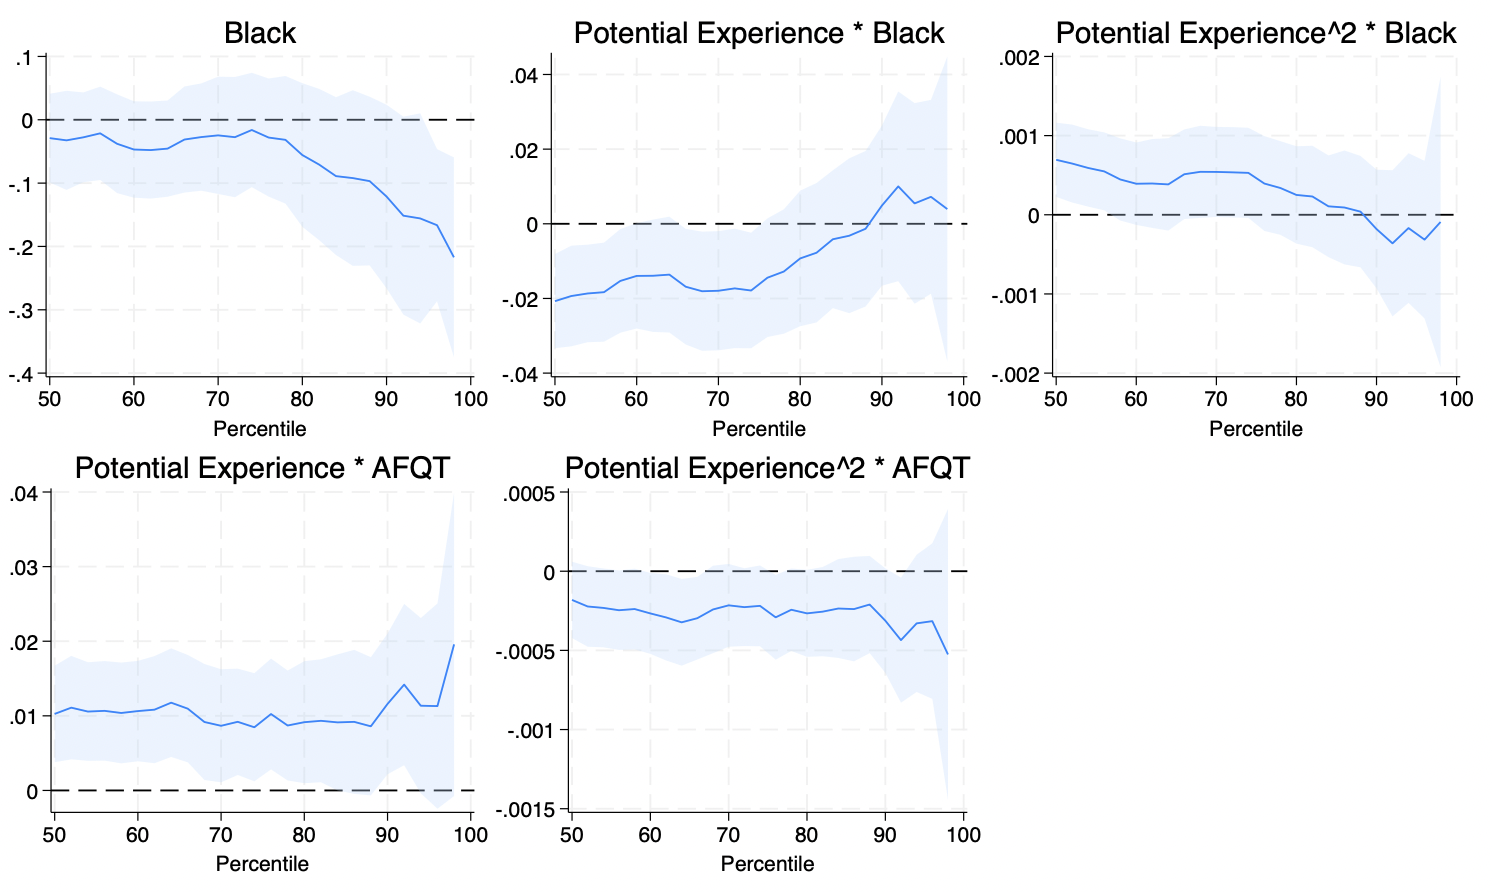 Black
.1
0
-.1
-.2
-.3
-.4
50 60 70 80 90 100
Percentile
Potential Experience * Black
.04
.02
0
-.02
-.04
50 60 70 80 90 100
Percentile
Potential Experience^2 * Black
.002
.001
0
-.001
-.002
50 60 70 80 90 100
Percentile
Potential Experience * AFQT
.04
.03
.02
.01
0
50 60 70 80 90 100
Percentile
Potential Experience^2 * AFQT
.0005
0
-.0005
-.001
-.0015
50 60 70 80 90 100
Percentile